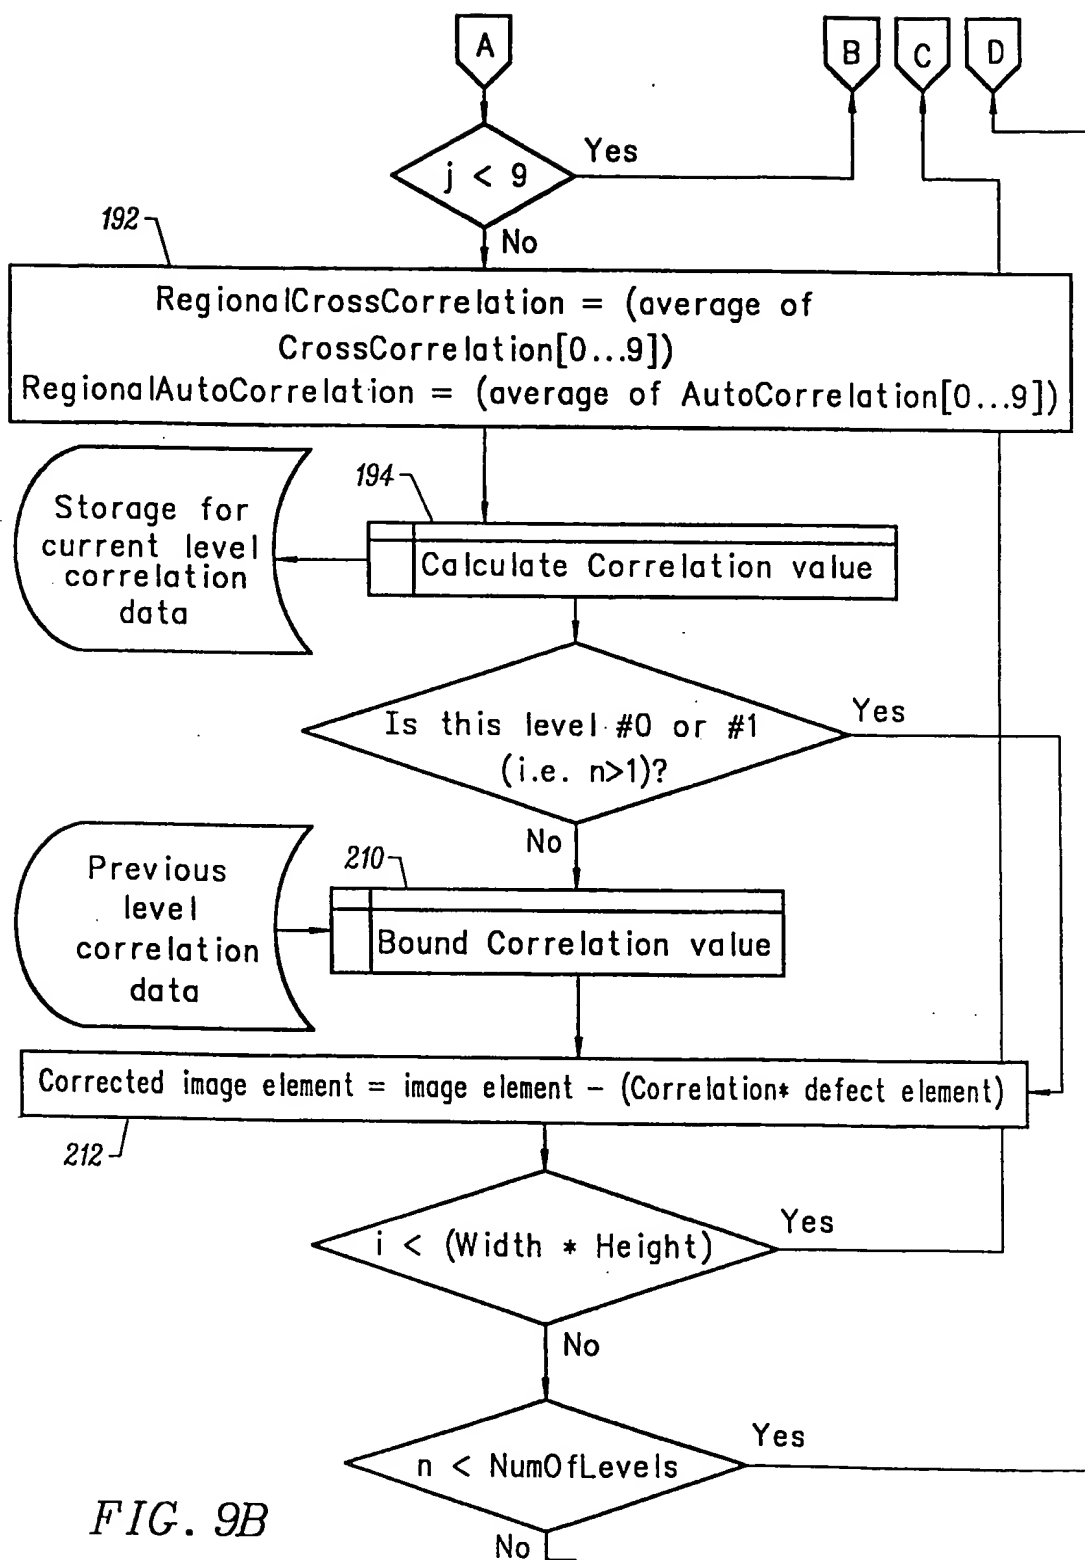 A
B
C
D
j < 9
Yes
No
192
RegionalCrossCorrelation = (average of
CrossCorrelation[0...9])
RegionalAutoCorrelation = (average of AutoCorrelation[0...9])
194
Storage for
current level
correlation
data
Calculate Correlation value
Is this level #0 or #1
(i.e. n>1)?
Yes
No
210
Previous
level
correlation
data
Bound Correlation value
Corrected image element = image element - (Correlation* defect element)
212
i < (Width * Height)
Yes
No
n < NumOfLevels
Yes
No
FIG. 9B